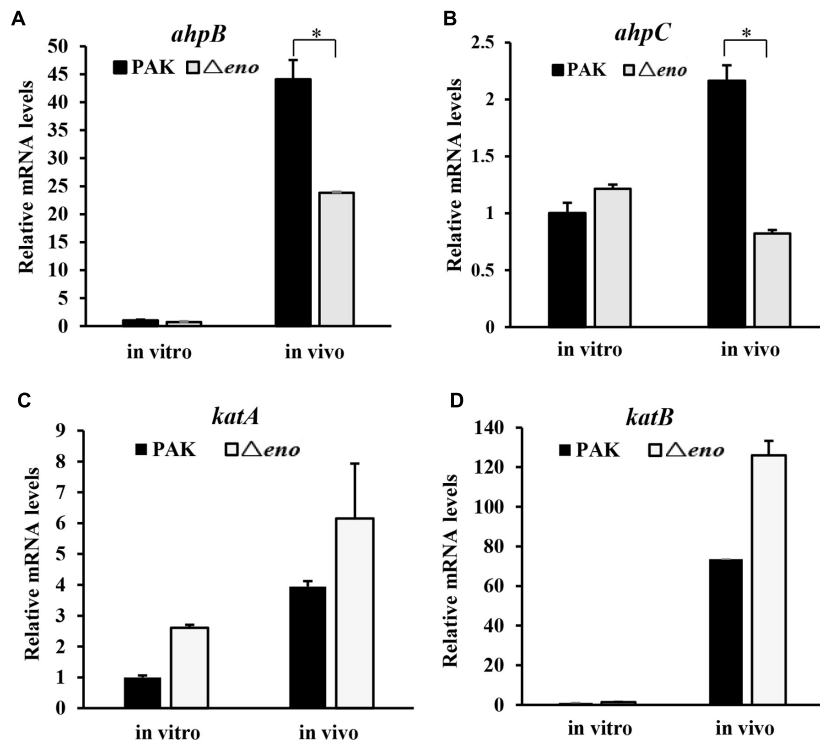 A
ahpB
PAK △eno
*
Relative mRNA levels
50
45
40
35
30
25
20
15
10
5
0
in vitro in vivo
B
ahpC
PAK △eno
*
Relative mRNA levels
2.5
2
1.5
1
0.5
0
in vitro in vivo
C
katA
PAK △eno
Relative mRNA levels
9
8
7
6
5
4
3
2
1
0
in vitro in vivo
D
katB
PAK △eno
Relative mRNA levels
140
120
100
80
60
40
20
0
in vitro in vivo